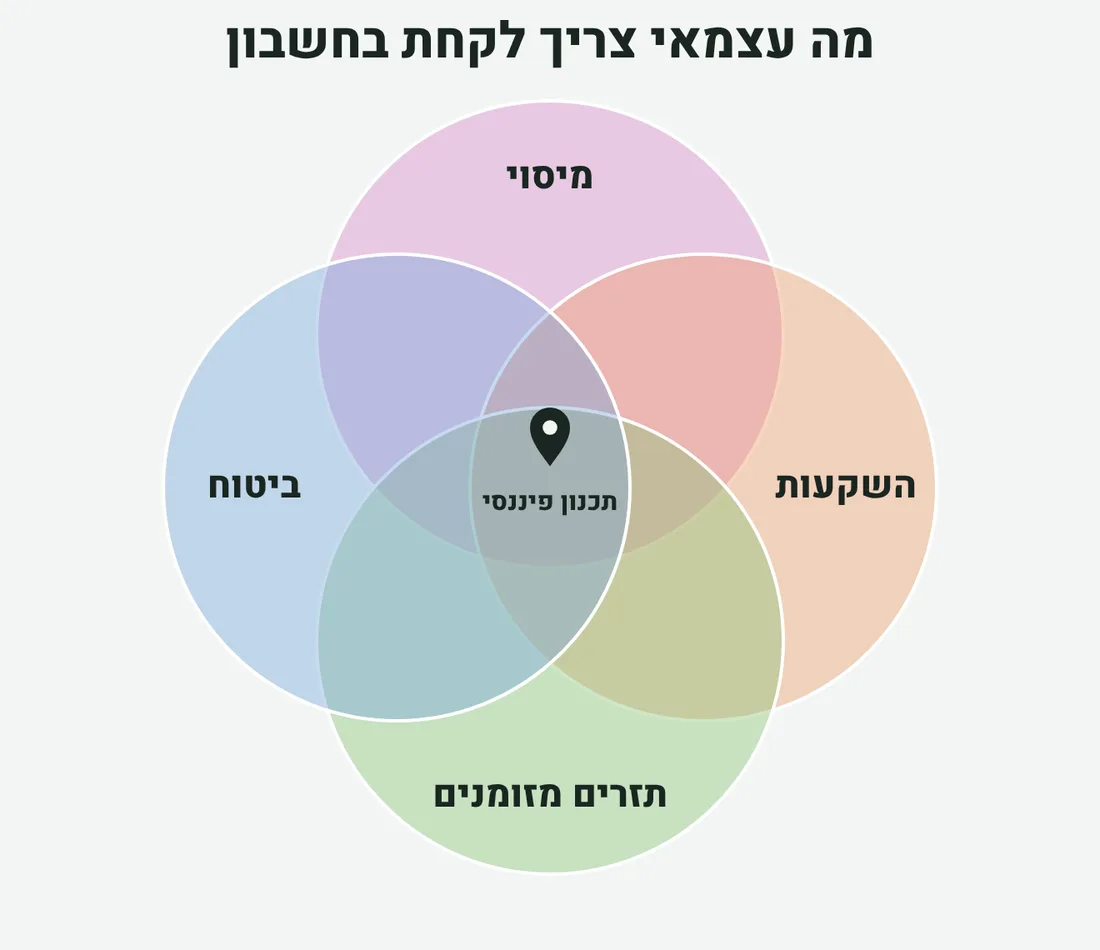 מה עצמאי צריך לקחת בחשבון
מיסוי
השקעות
ביטוח
תכנון פיננסי
תזרים מזומנים